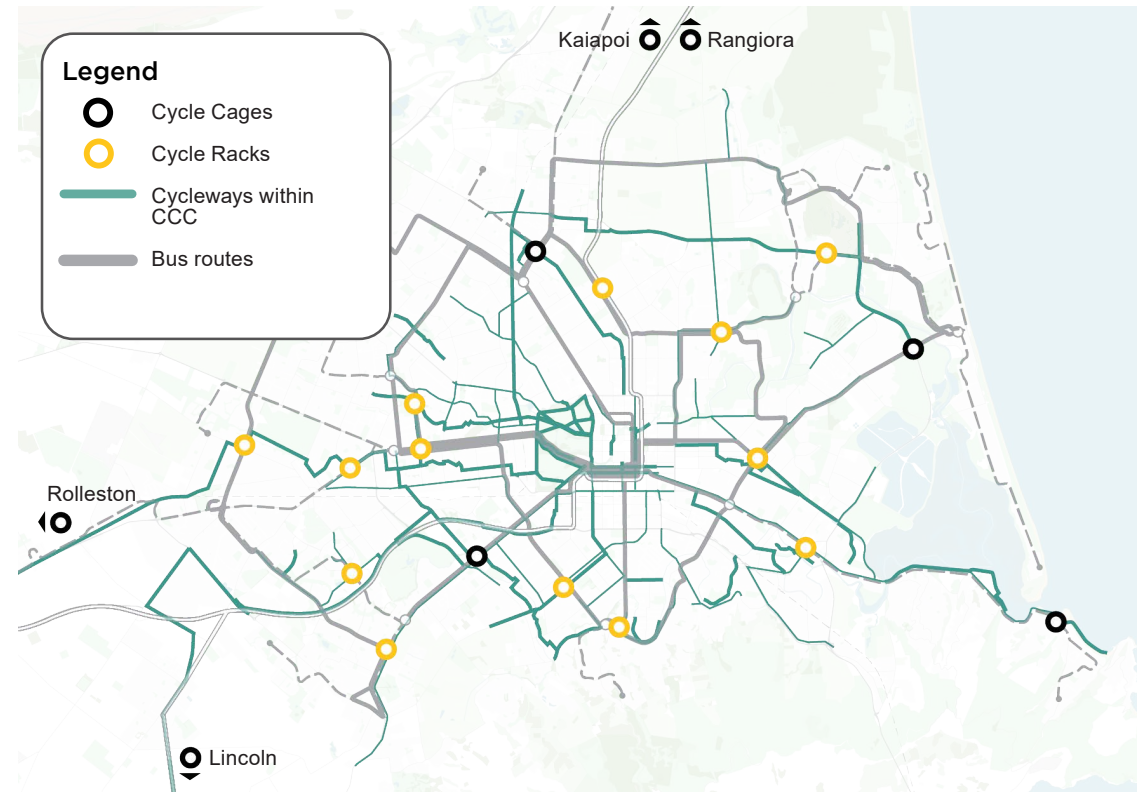 Kaiapoi
Rangiora
Legend
Cycle Cages
Cycle Racks
Cycleways within
CCC
Bus routes
Rolleston
Lincoln